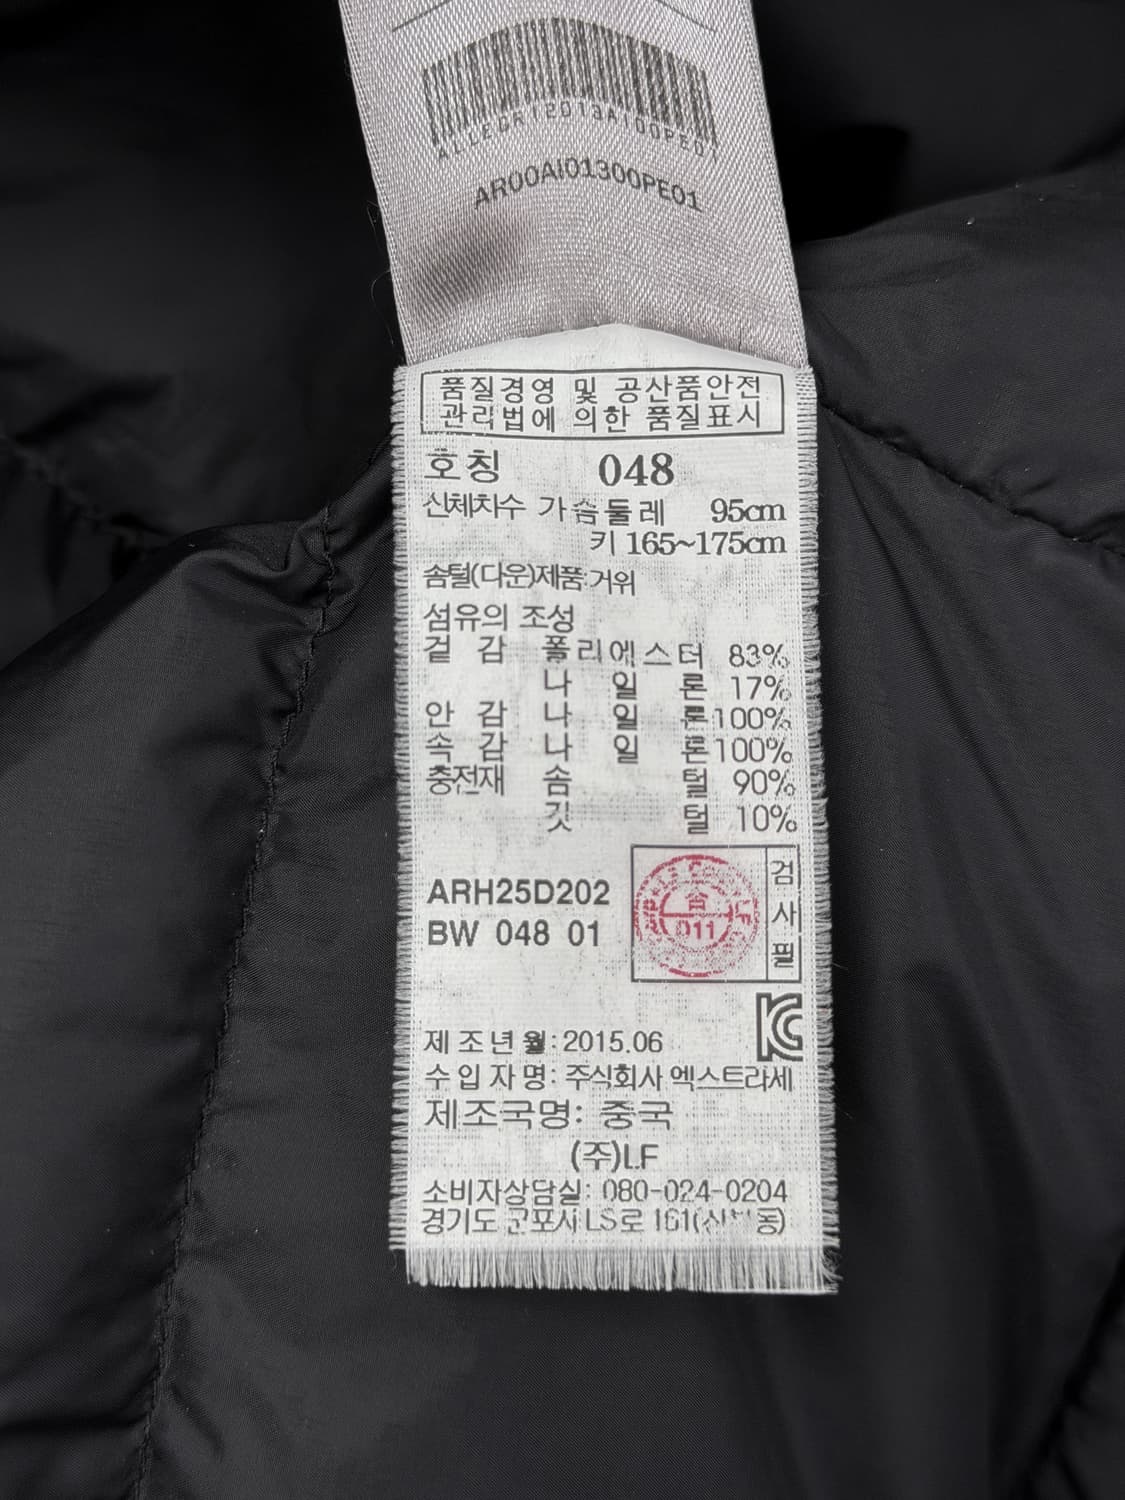 AR00AI01300PE01
품질경영 및 공산품안전
관리법에 의한 품질표시
호칭 048
신체치수 가슴둘레 95cm
키 165~175cm
솜털(다운)제품:거위
섬유의 조성
겉 감 폴리에스터 83%
나 일 론 17%
안 감 나 일 론 100%
속 감 나 일 론 100%
충전재 솜 털 90%
깃 털 10%
ARH25D202
BW 048 01
검사필
합
011
KC
제조년월: 2015.06
수입자명: 주식회사 엑스트라세
제조국명: 중국
(주)LF
소비자상담실: 080-024-0204
경기도 군포시 LS로 161